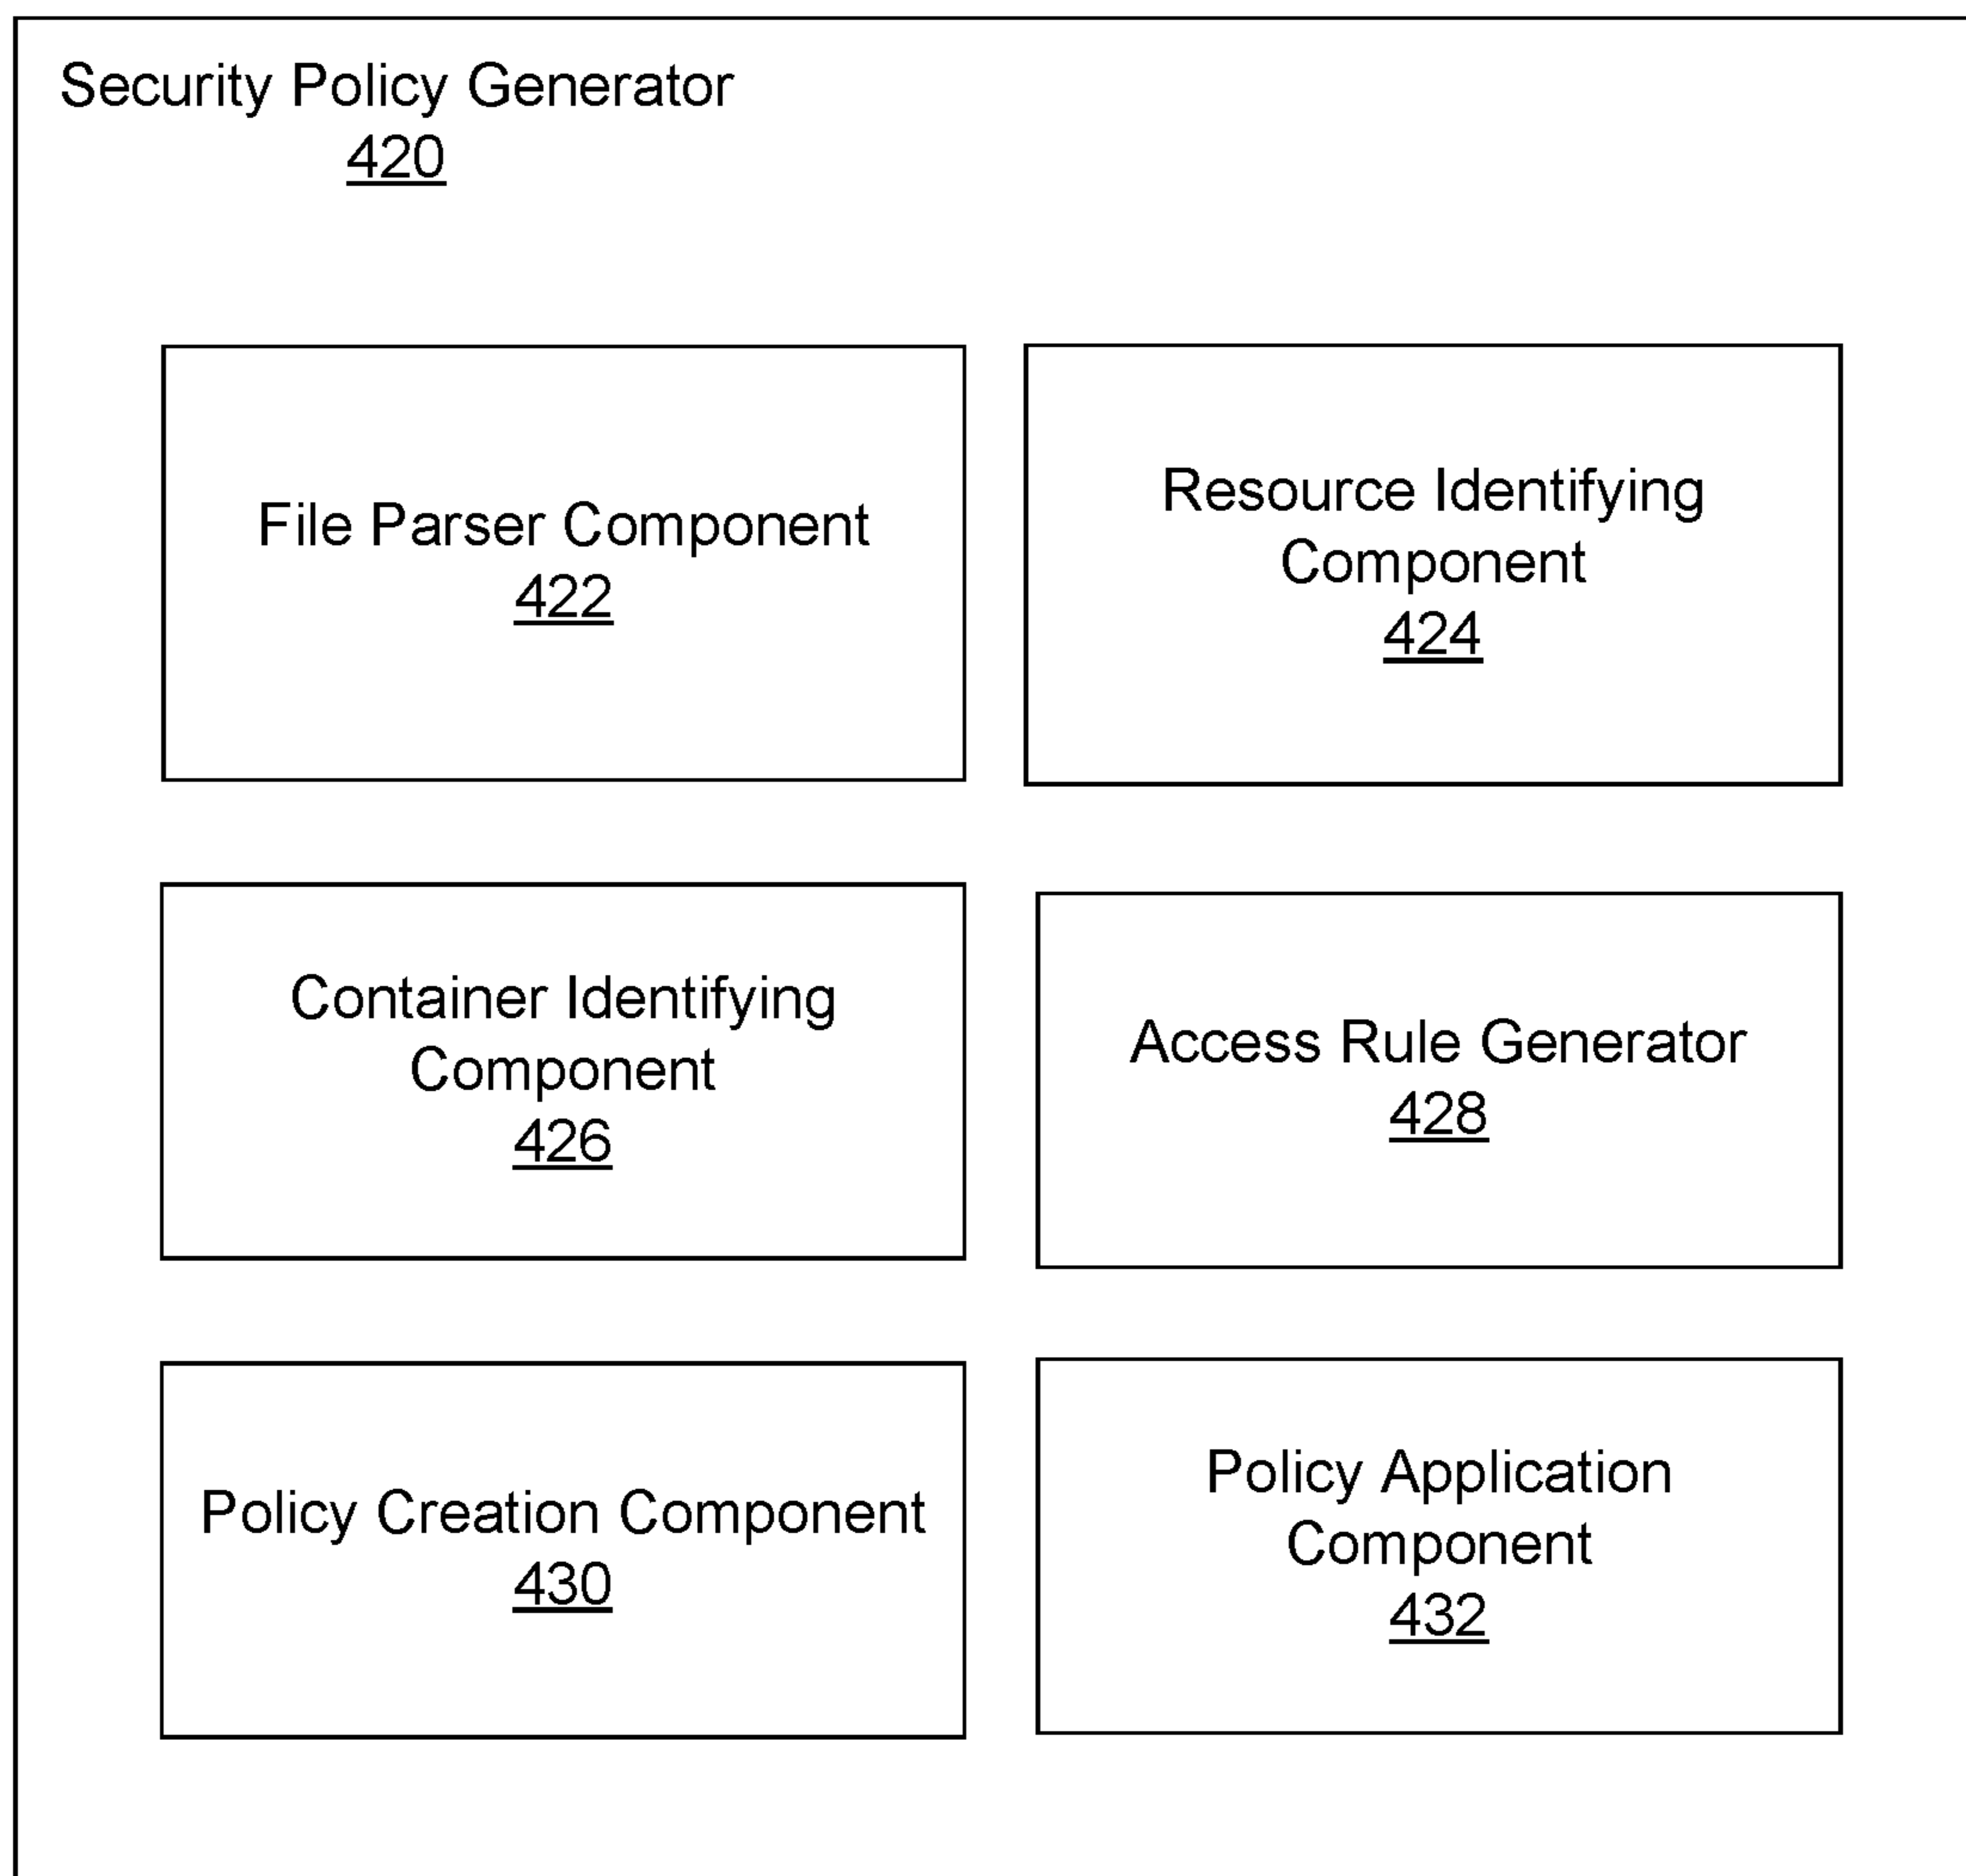 Security Policy Generator
420
File Parser Component
422
Resource Identifying
Component
424
Container Identifying
Component
426
Access Rule Generator
428
Policy Creation Component
430
Policy Application
Component
432